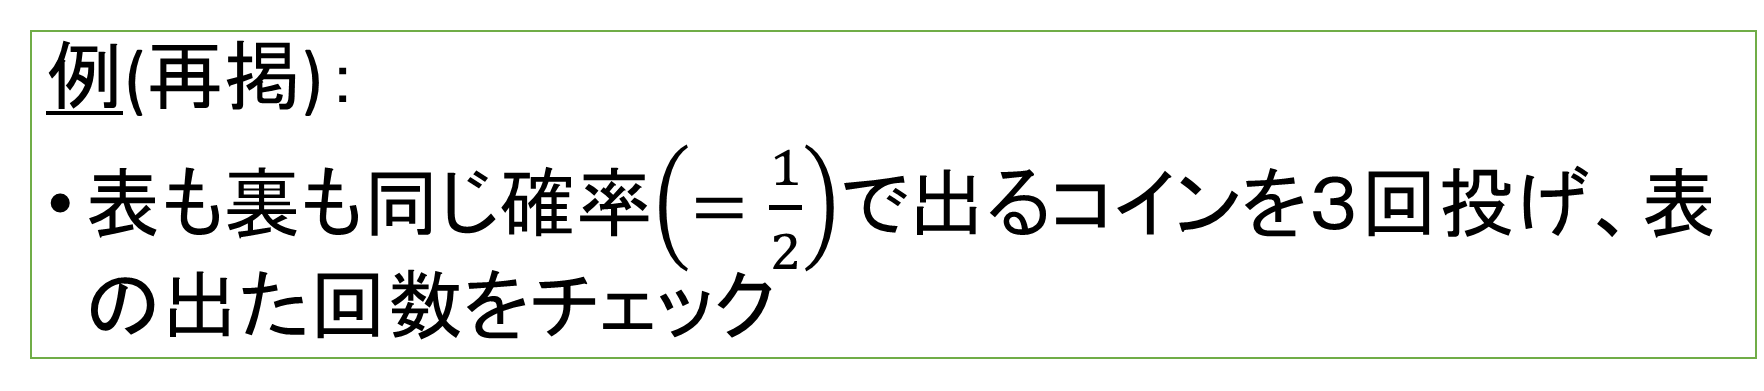 例(再掲)：
• 表も裏も同じ確率(= 1/2)で出るコインを３回投げ、表
の出た回数をチェック